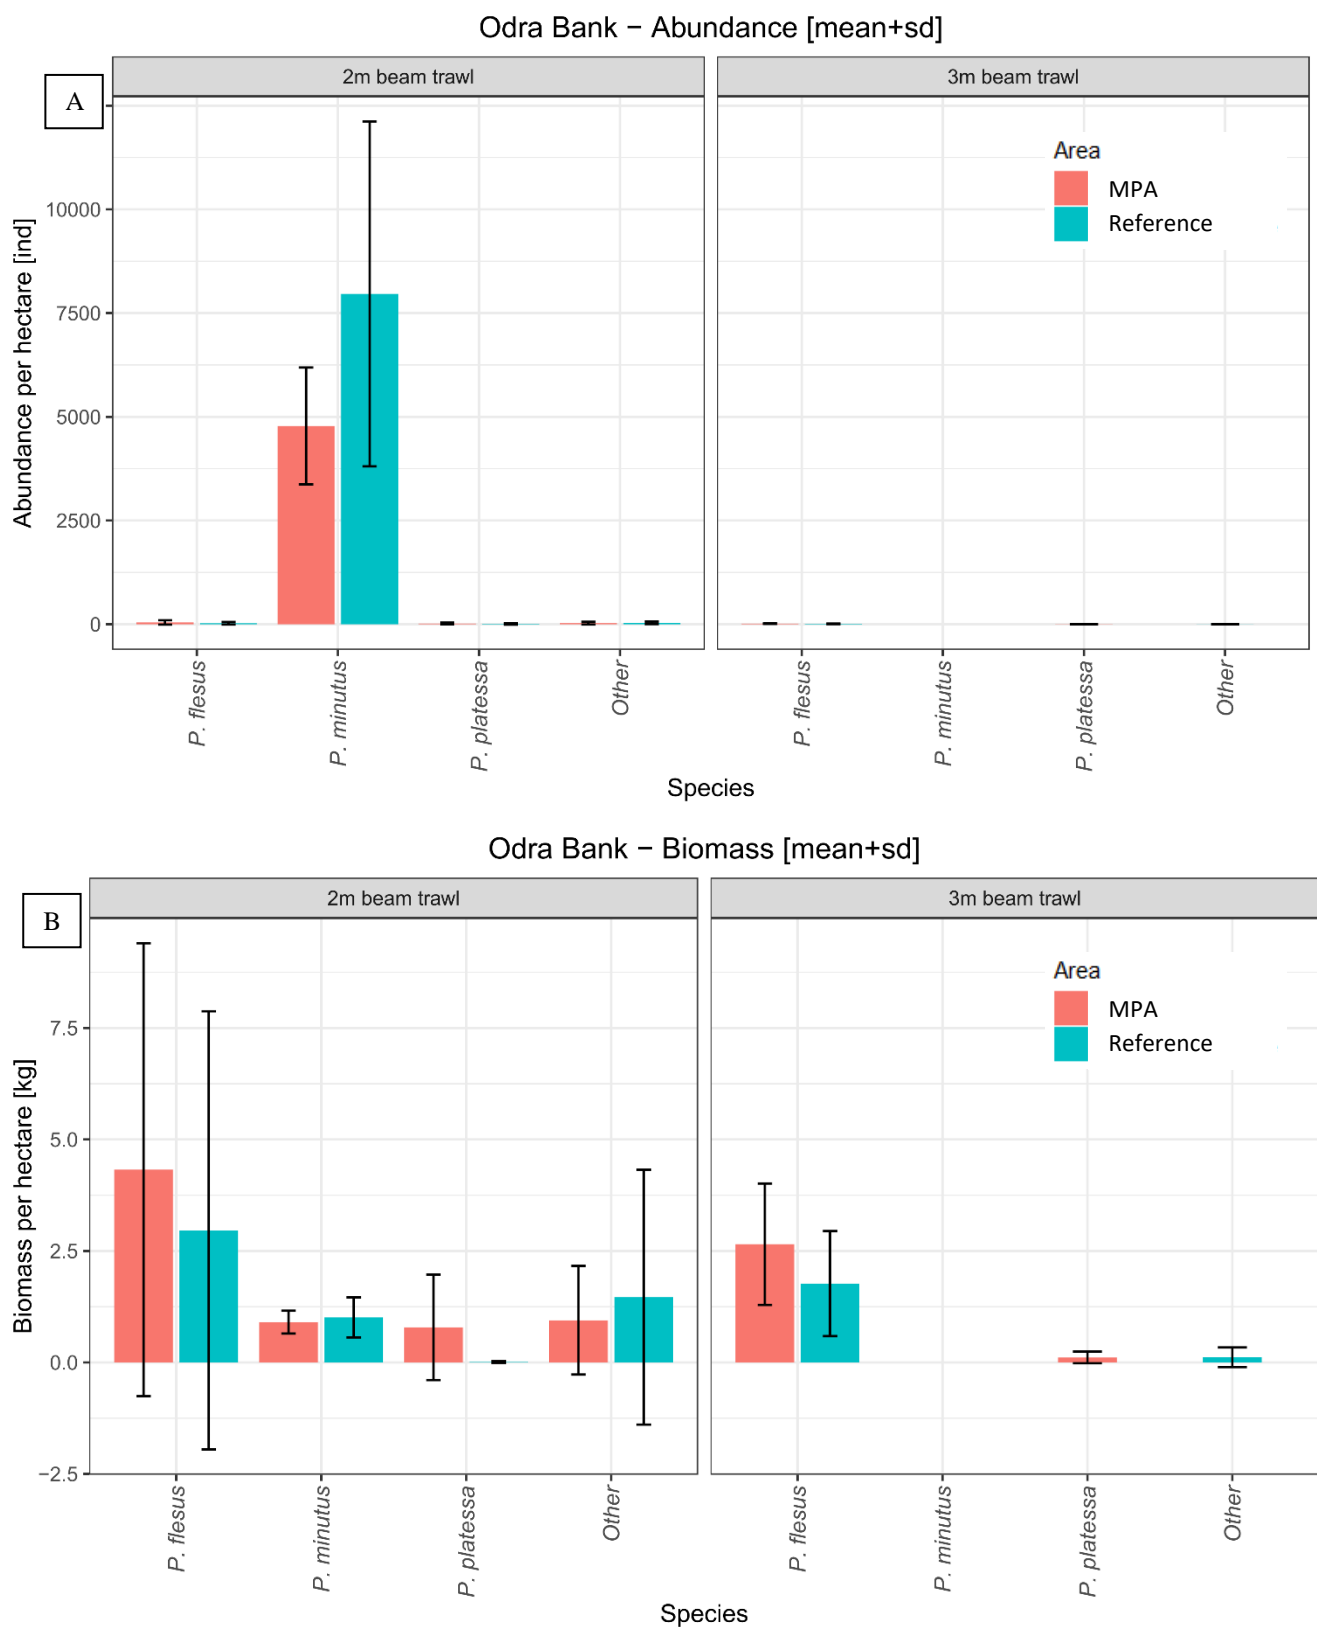 Odra Bank − Abundance [mean+sd]
A
2m beam trawl
3m beam trawl
Area
MPA
Reference
Abundance per hectare [ind]
10000
7500
5000
2500
0
P. flesus
P. minutus
P. platessa
Other
P. flesus
P. minutus
P. platessa
Other
Species
Odra Bank − Biomass [mean+sd]
B
2m beam trawl
3m beam trawl
Area
MPA
Reference
Biomass per hectare [kg]
7.5
5.0
2.5
0.0
−2.5
P. flesus
P. minutus
P. platessa
Other
P. flesus
P. minutus
P. platessa
Other
Species